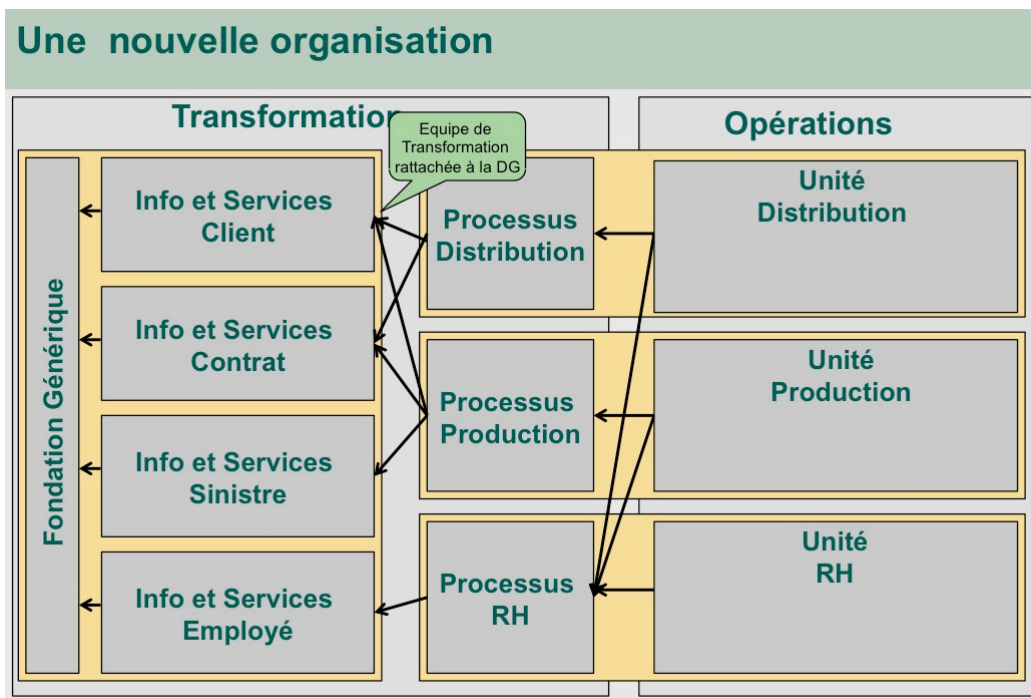 Une nouvelle organisation
Transformation
Opérations
Equipe de
Transformation
rattachée à la DG
Fondation Générique
Info et Services
Client
Info et Services
Contrat
Info et Services
Sinistre
Info et Services
Employé
Processus
Distribution
Processus
Production
Processus
RH
Unité
Distribution
Unité
Production
Unité
RH